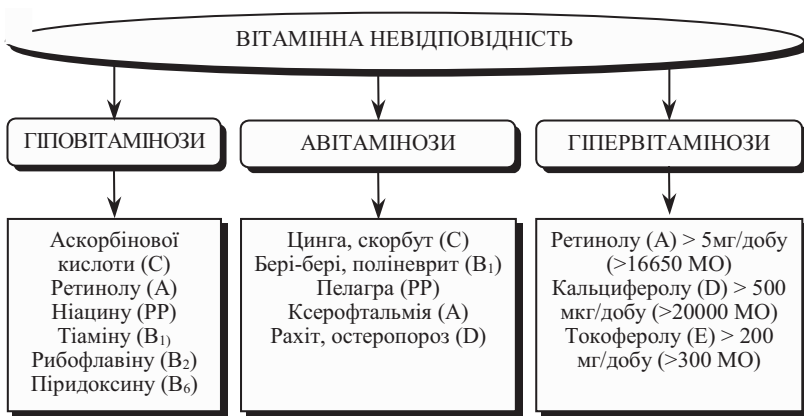 ВІТАМІННА НЕВІДПОВІДНІСТЬ
ГІПОВІТАМІНОЗИ
АВІТАМІНОЗИ
ГІПЕРВІТАМІНОЗИ
Аскорбінової
кислоти (С)
Ретинолу (А)
Ніацину (РР)
Тіаміну (В₁)
Рибофлавіну (В₂)
Піридоксину (В₆)
Цинга, скорбут (С)
Бері-бері, поліневрит (В₁)
Пелагра (РР)
Ксерофтальмія (А)
Рахіт, остеропороз (D)
Ретинолу (А) > 5мг/добу
(>16650 МО)
Кальциферолу (D) > 500
мкг/добу (>20000 МО)
Токоферолу (Е) > 200
мг/добу (>300 МО)